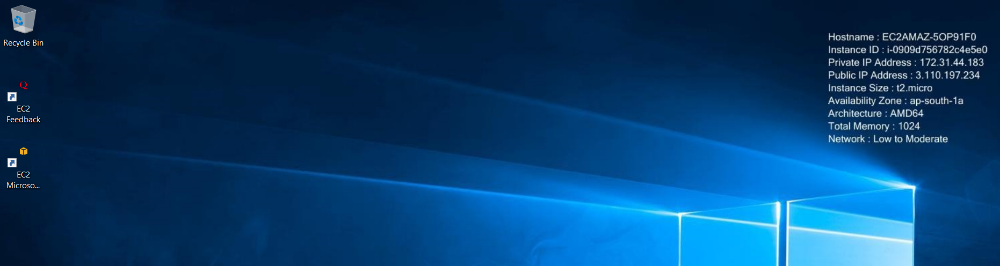 Recycle Bin
EC2
Feedback
EC2
Microso...
Hostname : EC2AMAZ-5OP91F0
Instance ID : i-0909d756782c4e5e0
Private IP Address : 172.31.44.183
Public IP Address : 3.110.197.234
Instance Size : t2.micro
Availability Zone : ap-south-1a
Architecture : AMD64
Total Memory : 1024
Network : Low to Moderate